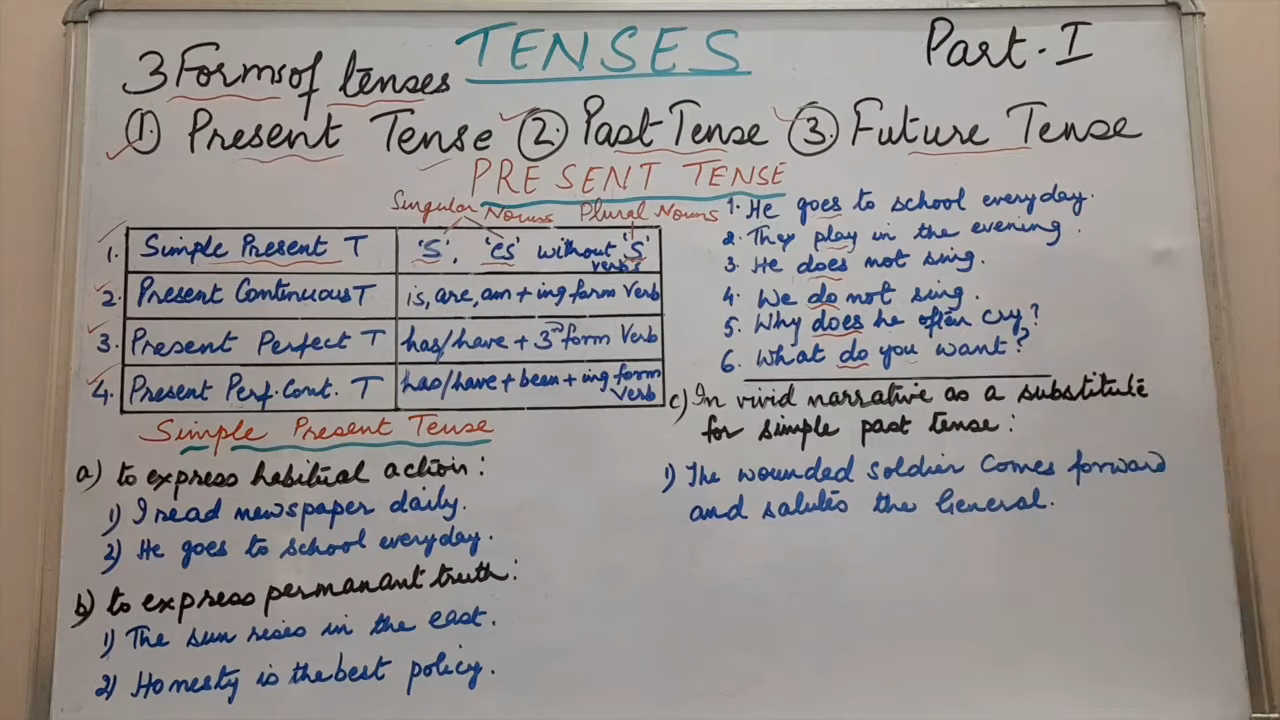 TENSES
Part-I
3 Forms of tenses
1. Present Tense 2. Past Tense 3. Future Tense
PRESENT TENSE
Singular Nouns Plural Nouns
1. Simple Present T 'S', 'es' without 'S' verbs
2. Present Continuous T is, are, am + ing form Verb
3. Present Perfect T has/have + 3rd form Verb
4. Present Perf. Cont. T has/have + been + ing form Verb
1. He goes to school everyday.
2. They play in the evening.
3. He does not sing.
4. We do not sing.
5. Why does he often cry?
6. What do you want?
Simple Present Tense
a) to express habitual action:
1) I read newspaper daily.
2) He goes to school everyday.
b) to express permanant truth:
1) The sun rises in the east.
2) Honesty is the best policy.
c) In vivid narrative as a substitute
for simple past tense:
1) The wounded soldier comes forward
and salutes the General.